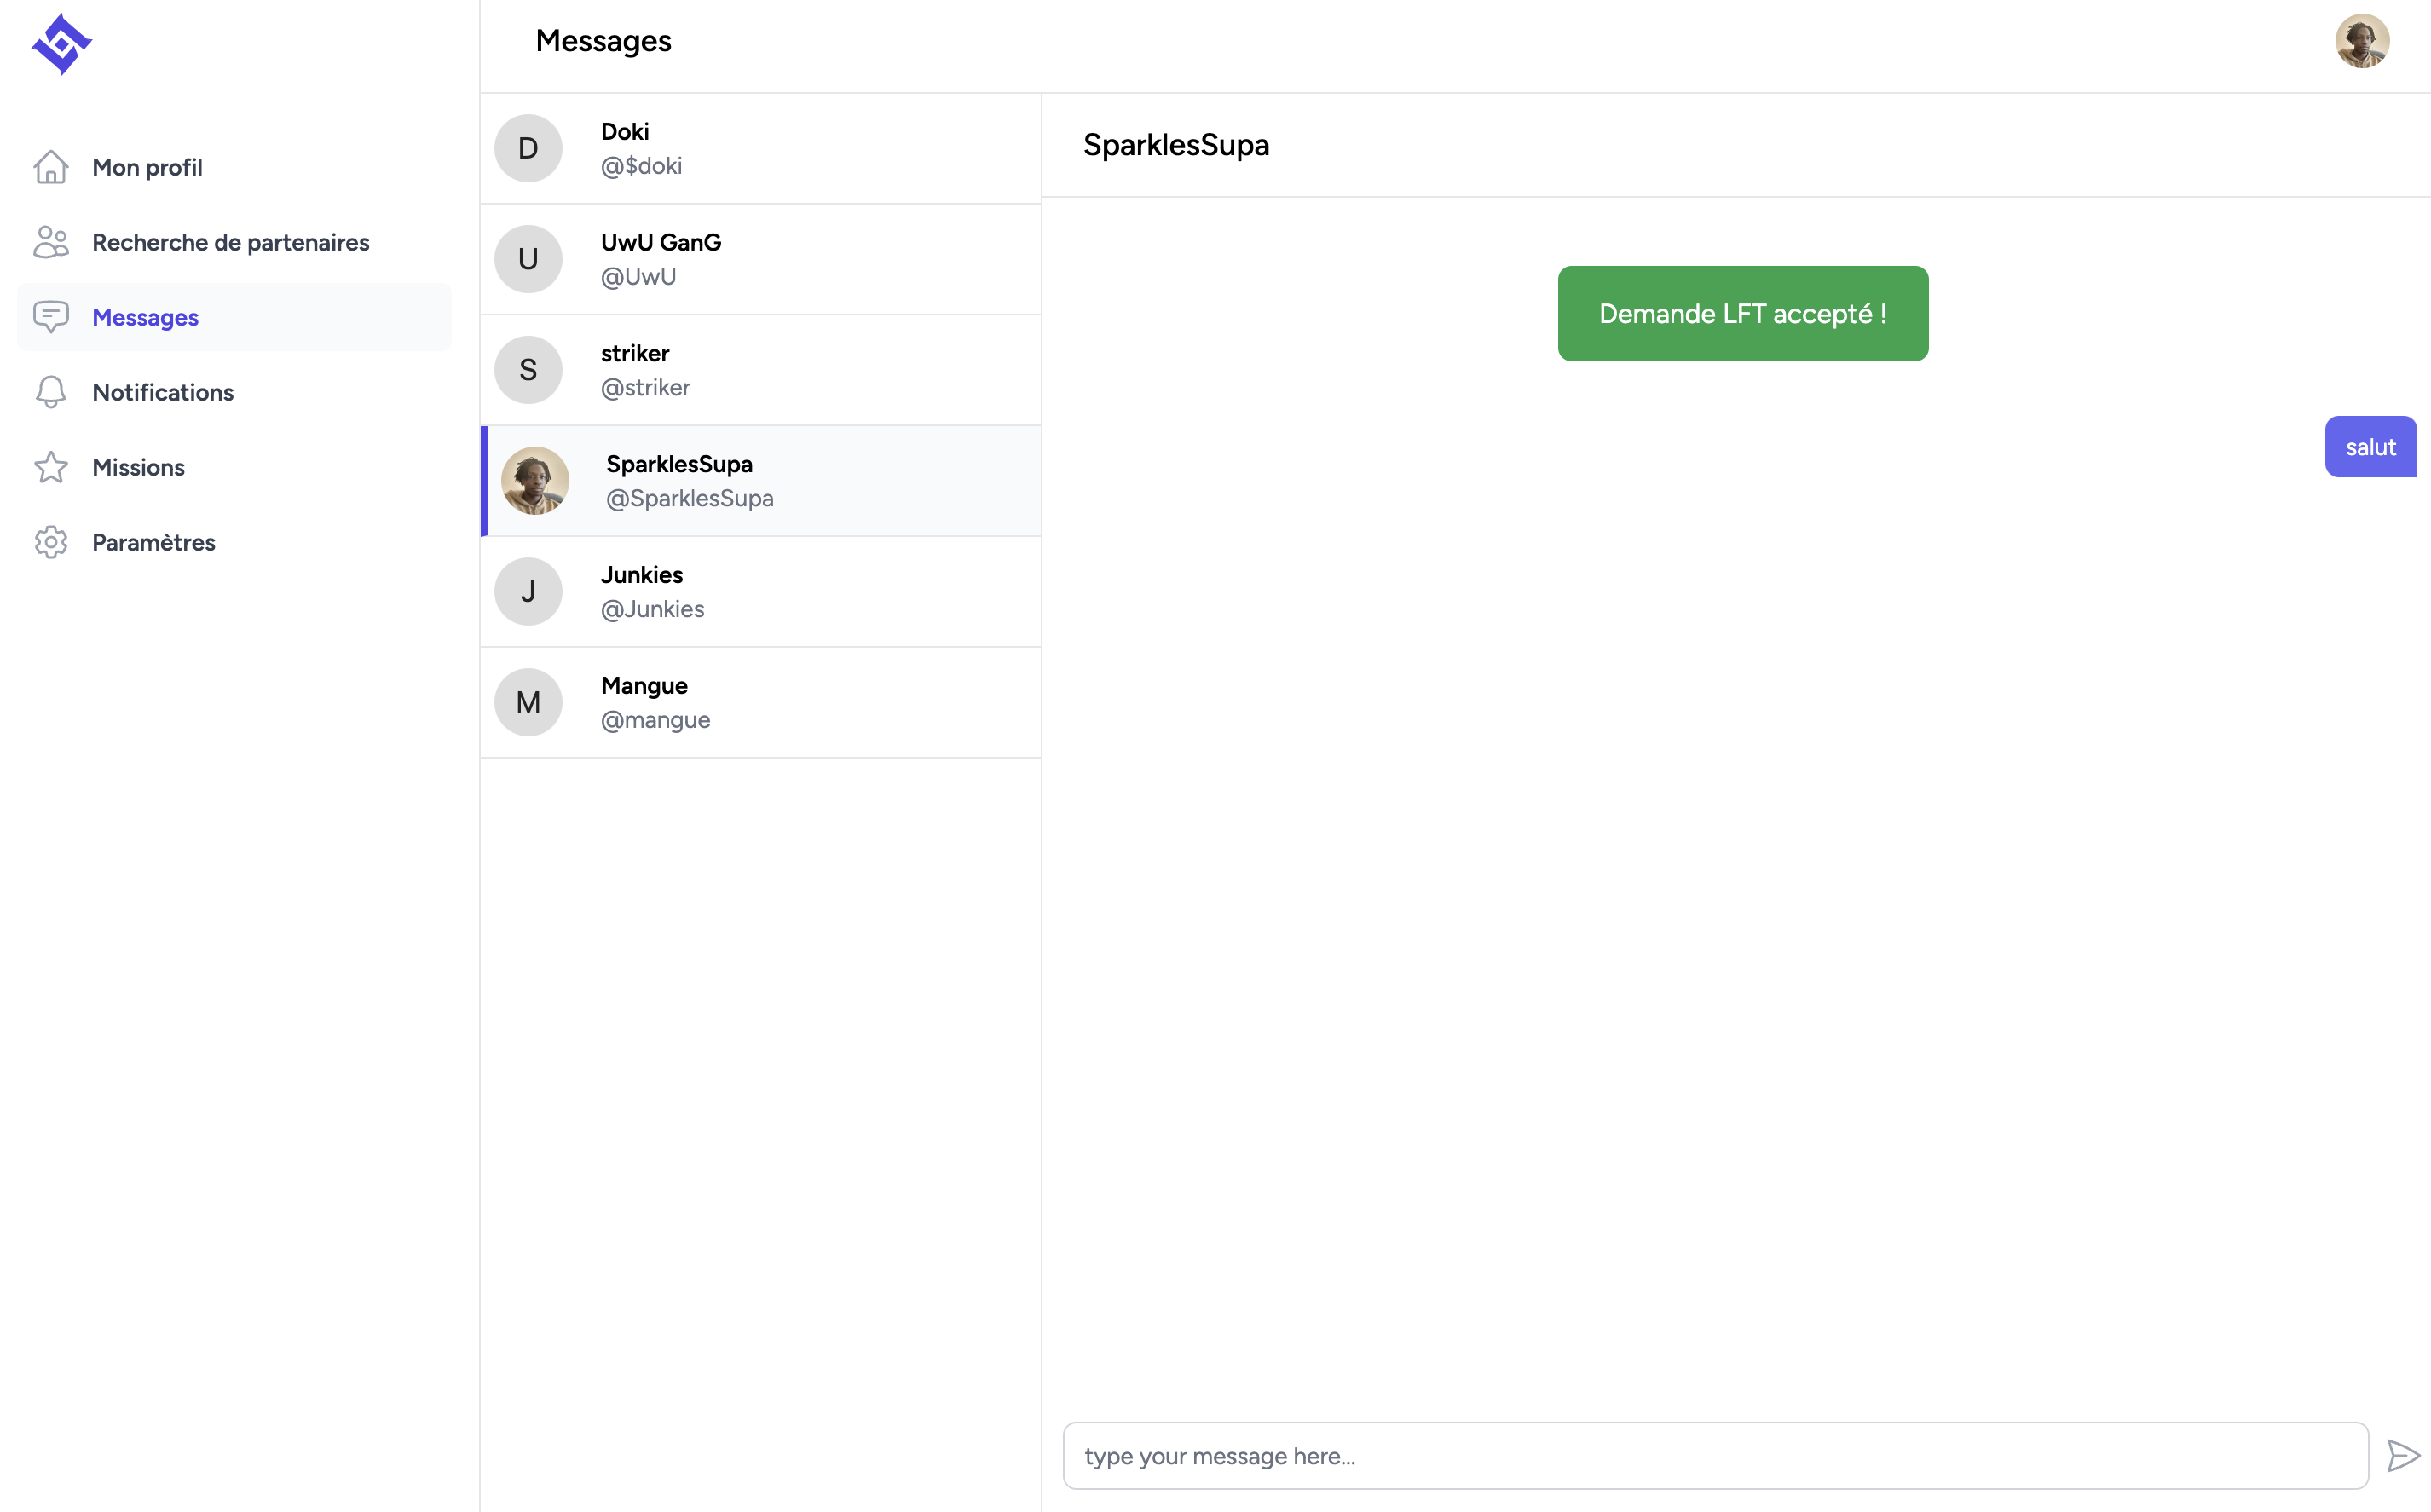 Messages
Mon profil
Recherche de partenaires
Messages
Notifications
Missions
Paramètres
D
Doki
@$doki
U
UwU GanG
@UwU
S
striker
@striker
SparklesSupa
@SparklesSupa
J
Junkies
@Junkies
M
Mangue
@mangue
SparklesSupa
Demande LFT accepté !
salut
type your message here...